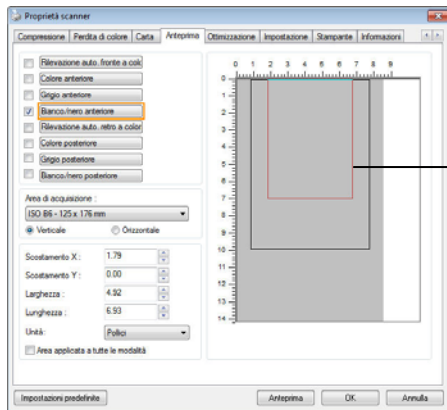 Proprietà scanner
Compressione Perdita di colore Carta Anteprima Ottimizzazione Impostazione Stampante Informazioni
Rilevazione auto. fronte a col
Colore anteriore
Grigio anteriore
Bianco/nero anteriore
Rilevazione auto. retro a color
Colore posteriore
Grigio posteriore
Bianco/nero posteriore
Area di acquisizione :
ISO B6 - 125 x 176 mm
Verticale Orizzontale
Scostamento X : 1.79
Scostamento Y : 0.00
Larghezza : 4.92
Lunghezza : 6.93
Unità: Pollici
Area applicata a tutte le modalità
0 1 2 3 4 5 6 7 8 9
0
1
2
3
4
5
6
7
8
9
10
11
12
13
14
Impostazioni predefinite Anteprima OK Annulla